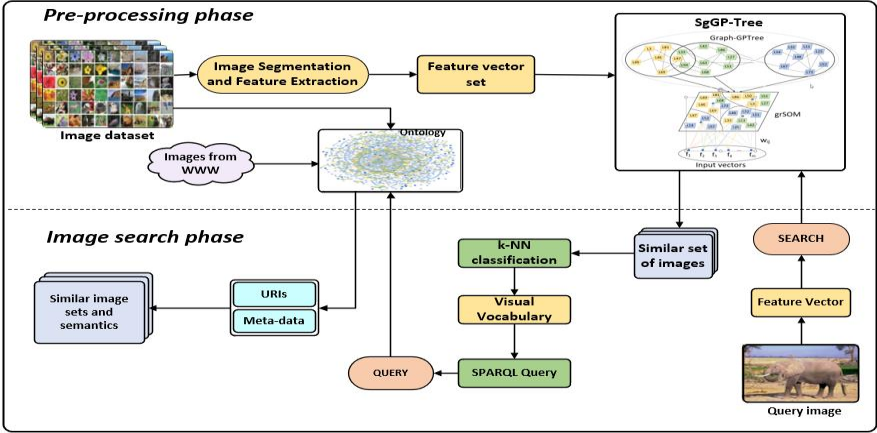 Pre-processing phase
SgGP-Tree
Graph-GPTree
Image Segmentation
and Feature Extraction
Feature vector
set
Image dataset
Ontology
grSOM
Images from
WWW
Input vectors
Image search phase
k-NN
classification
Similar set
of images
SEARCH
Similar image
sets and
semantics
URIs
Meta-data
Visual
Vocabulary
Feature Vector
QUERY
SPARQL Query
Query image